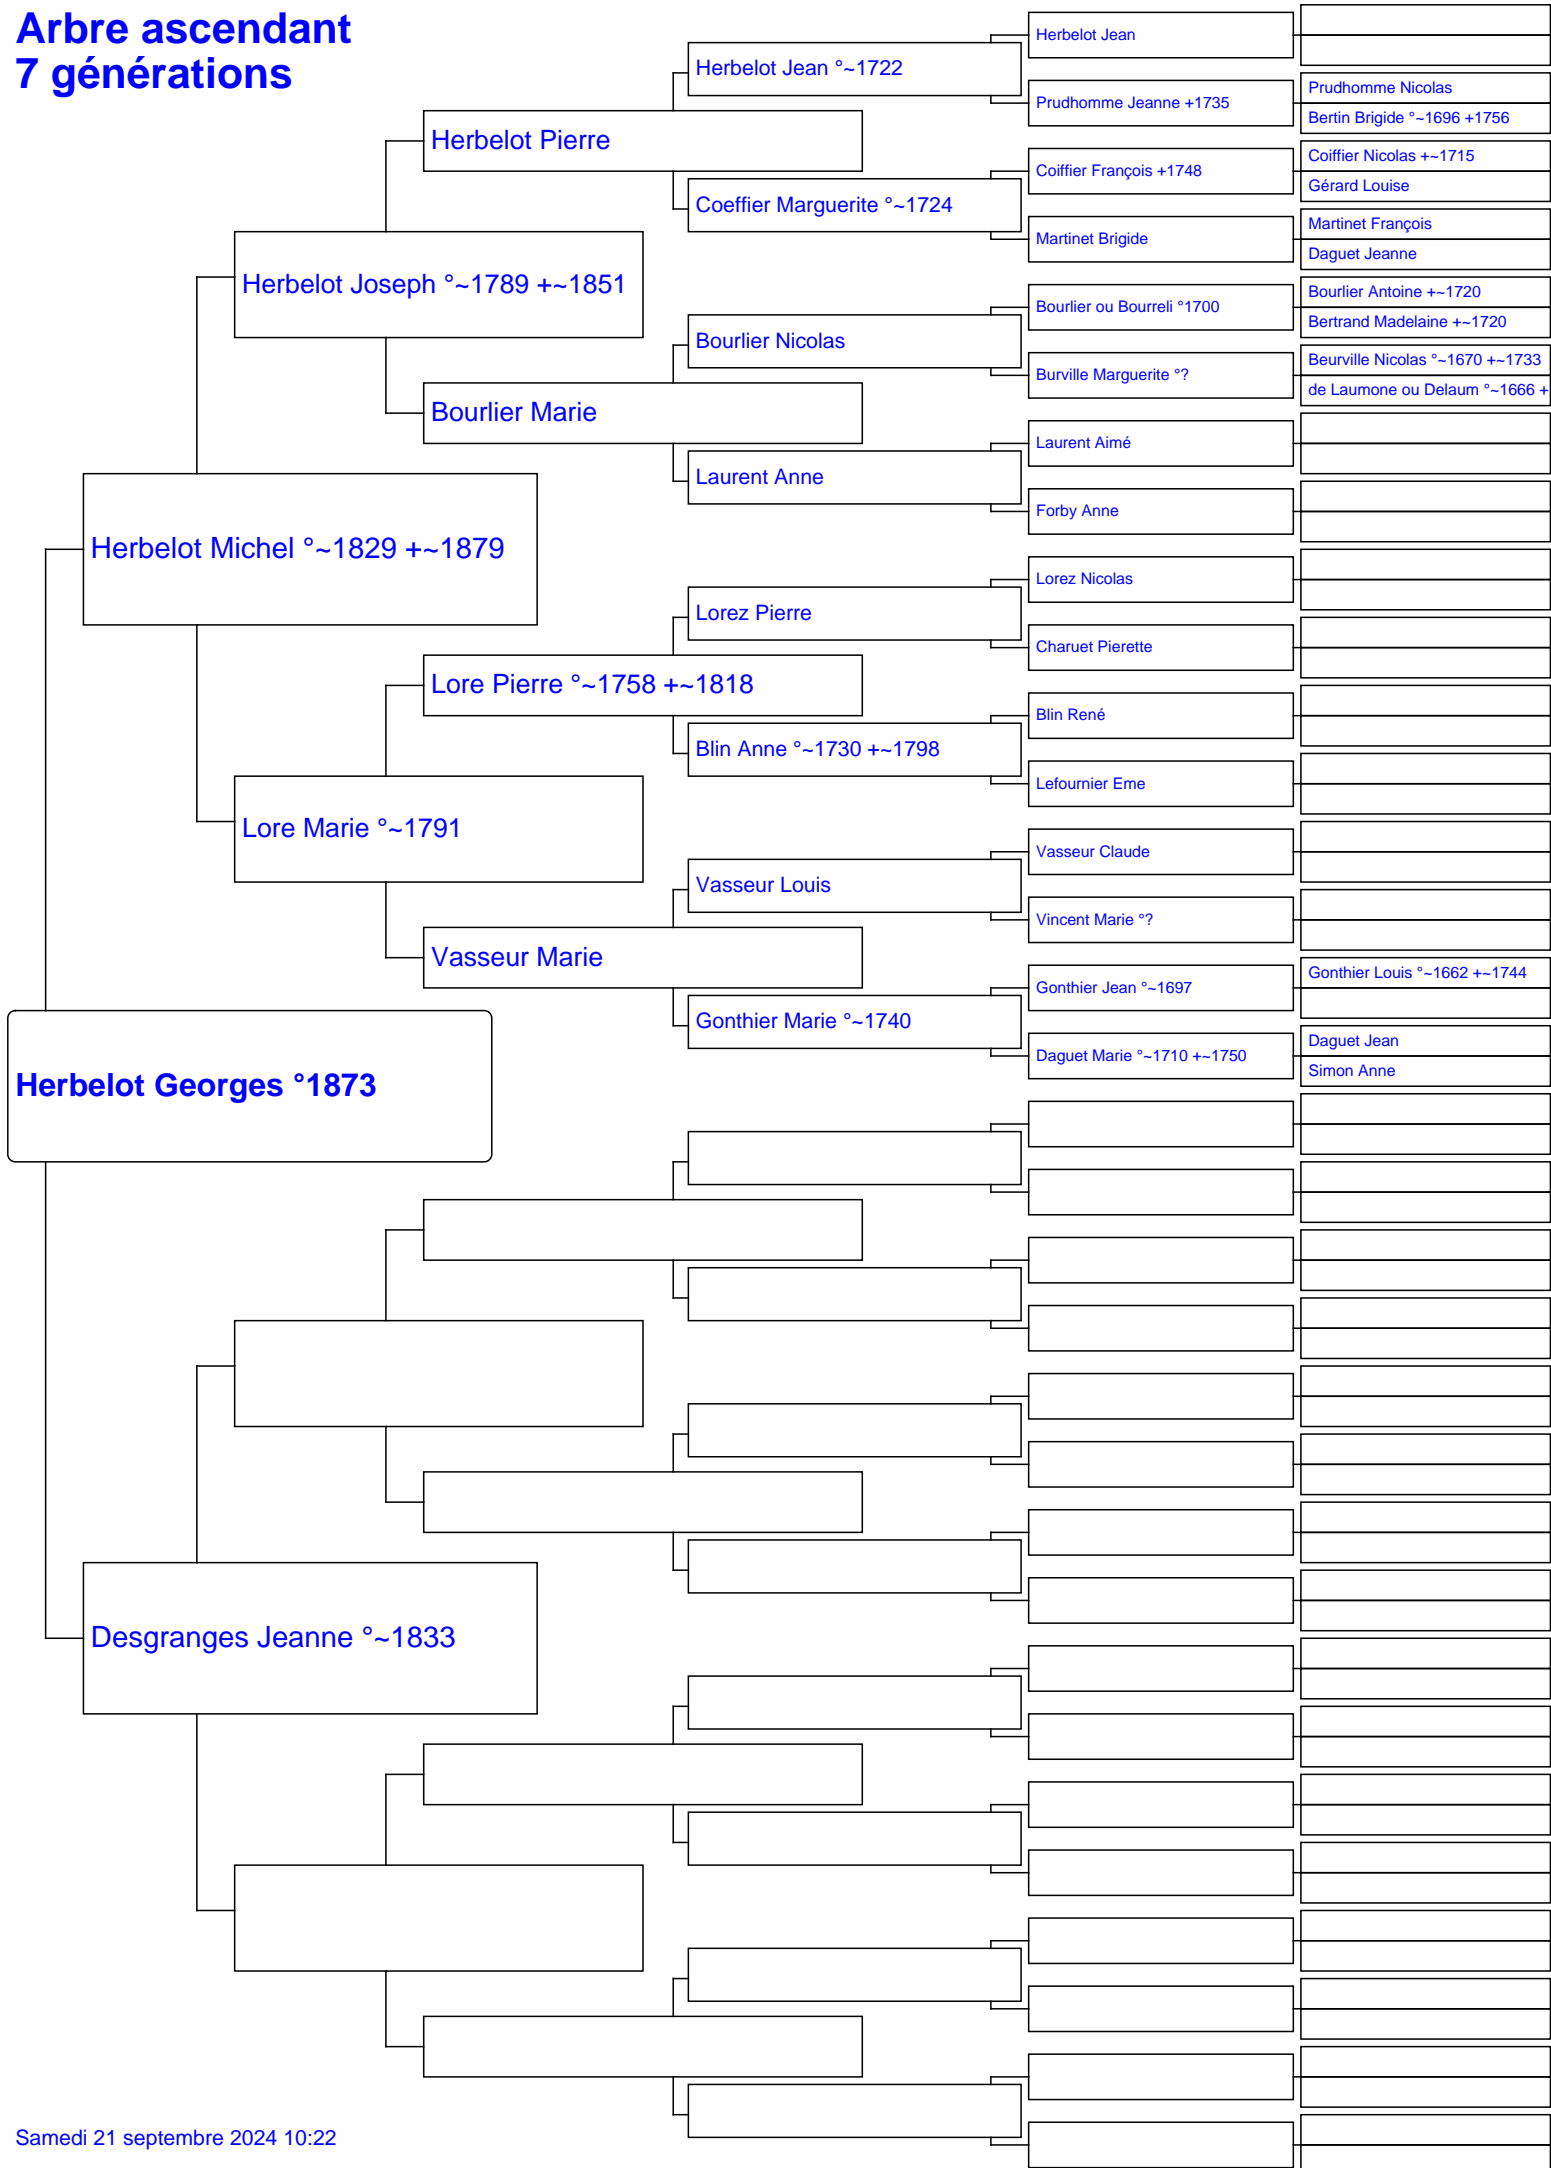 Arbre ascendant
7 générations
Herbelot Georges °1873
Herbelot Michel °~1829 +~1879
Desgranges Jeanne °~1833
Herbelot Joseph °~1789 +~1851
Lore Marie °~1791
Herbelot Pierre
Bourlier Marie
Lore Pierre °~1758 +~1818
Vasseur Marie
Herbelot Jean °~1722
Coeffier Marguerite °~1724
Bourlier Nicolas
Laurent Anne
Lorez Pierre
Blin Anne °~1730 +~1798
Vasseur Louis
Gonthier Marie °~1740
Herbelot Jean
Prudhomme Jeanne +1735
Coiffier François +1748
Martinet Brigide
Bourlier ou Bourreli °1700
Burville Marguerite °?
Laurent Aimé
Forby Anne
Lorez Nicolas
Charuet Pierette
Blin René
Lefournier Eme
Vasseur Claude
Vincent Marie °?
Gonthier Jean °~1697
Daguet Marie °~1710 +~1750
Prudhomme Nicolas
Bertin Brigide °~1696 +1756
Coiffier Nicolas +~1715
Gérard Louise
Martinet François
Daguet Jeanne
Bourlier Antoine +~1720
Bertrand Madelaine +~1720
Beurville Nicolas °~1670 +~1733
de Laumone ou Delaum °~1666 +
Gonthier Louis °~1662 +~1744
Daguet Jean
Simon Anne
Samedi 21 septembre 2024 10:22